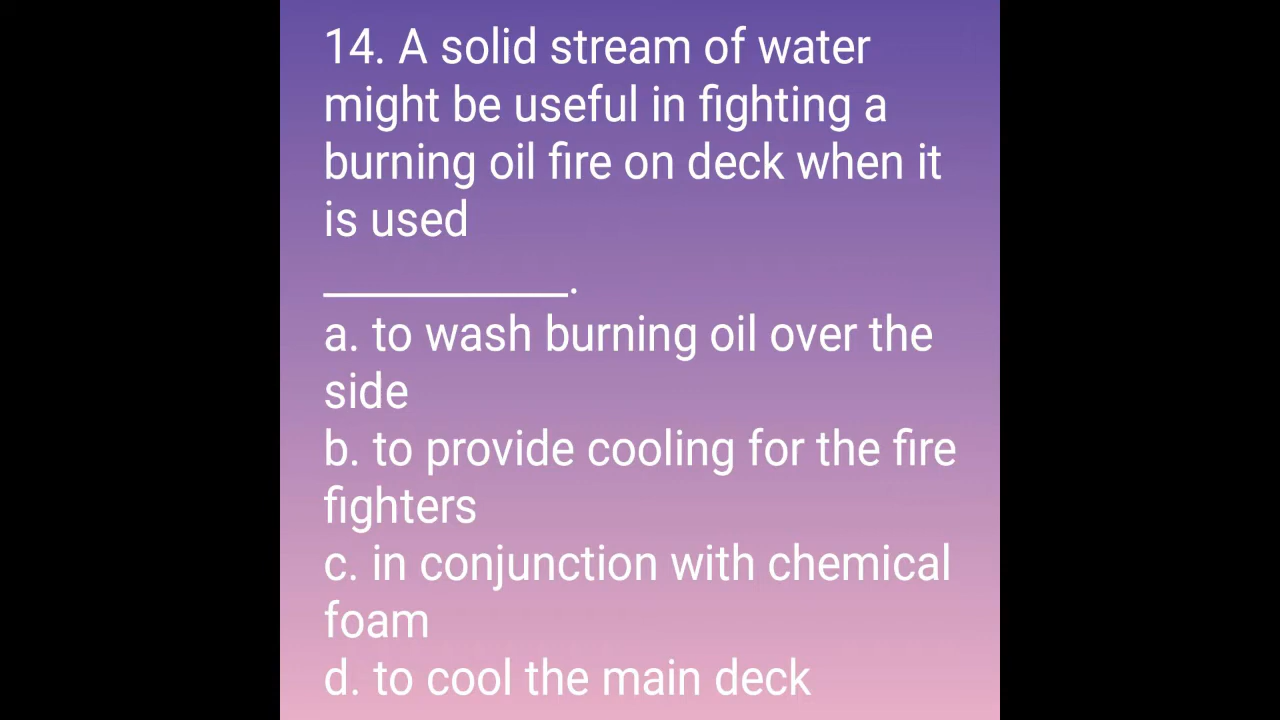 14. A solid stream of water
might be useful in fighting a
burning oil fire on deck when it
is used
____________.
a. to wash burning oil over the
side
b. to provide cooling for the fire
fighters
c. in conjunction with chemical
foam
d. to cool the main deck